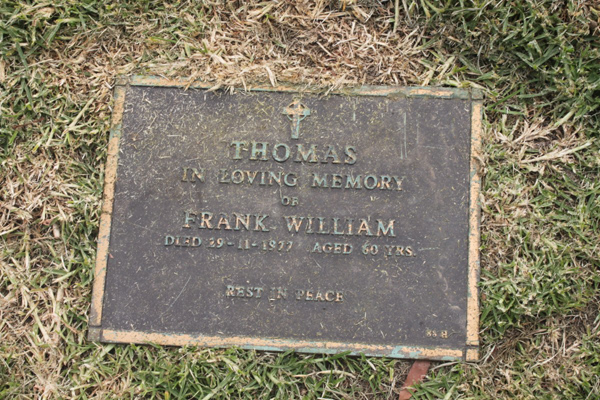 THOMAS
IN LOVING MEMORY
OF
FRANK WILLIAM
DIED 29-11-1977 AGED 60 YRS.
REST IN PEACE